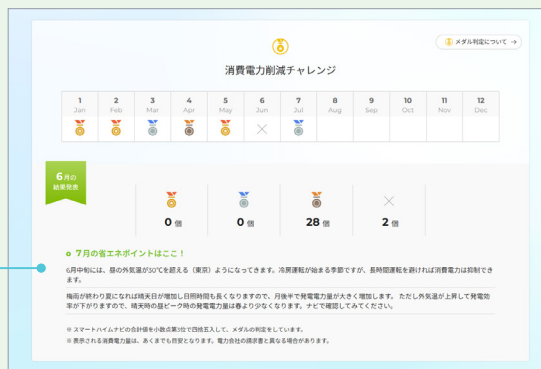 メダル判定について →
消費電力削減チャレンジ
1 2 3 4 5 6 7 8 9 10 11 12
Jan Feb Mar Apr May Jun Jul Aug Sep Oct Nov Dec
6月の
結果発表
0 個 0 個 28 個 2 個
7月の省エネポイントはここ！
6月中旬には、昼の外気温が30℃を超える（東京）ようになってきます。冷房運転が始まる季節ですが、長時間運転を避ければ消費電力は抑制でき
ます。
梅雨が終わり夏になれば晴天日が増加し日照時間も長くなりますので、月後半で発電電力量が大きく増加します。 ただし外気温が上昇して発電効
率が下がりますので、晴天時の昼ピーク時の発電電力量は春より少なくなります。ナビで確認してみてください。
※ スマートハイムナビの合計値を小数点第3位で四捨五入して、メダルの判定をしています。
※ 表示される消費電力量は、あくまでも目安となります。電力会社の請求書と異なる場合があります。